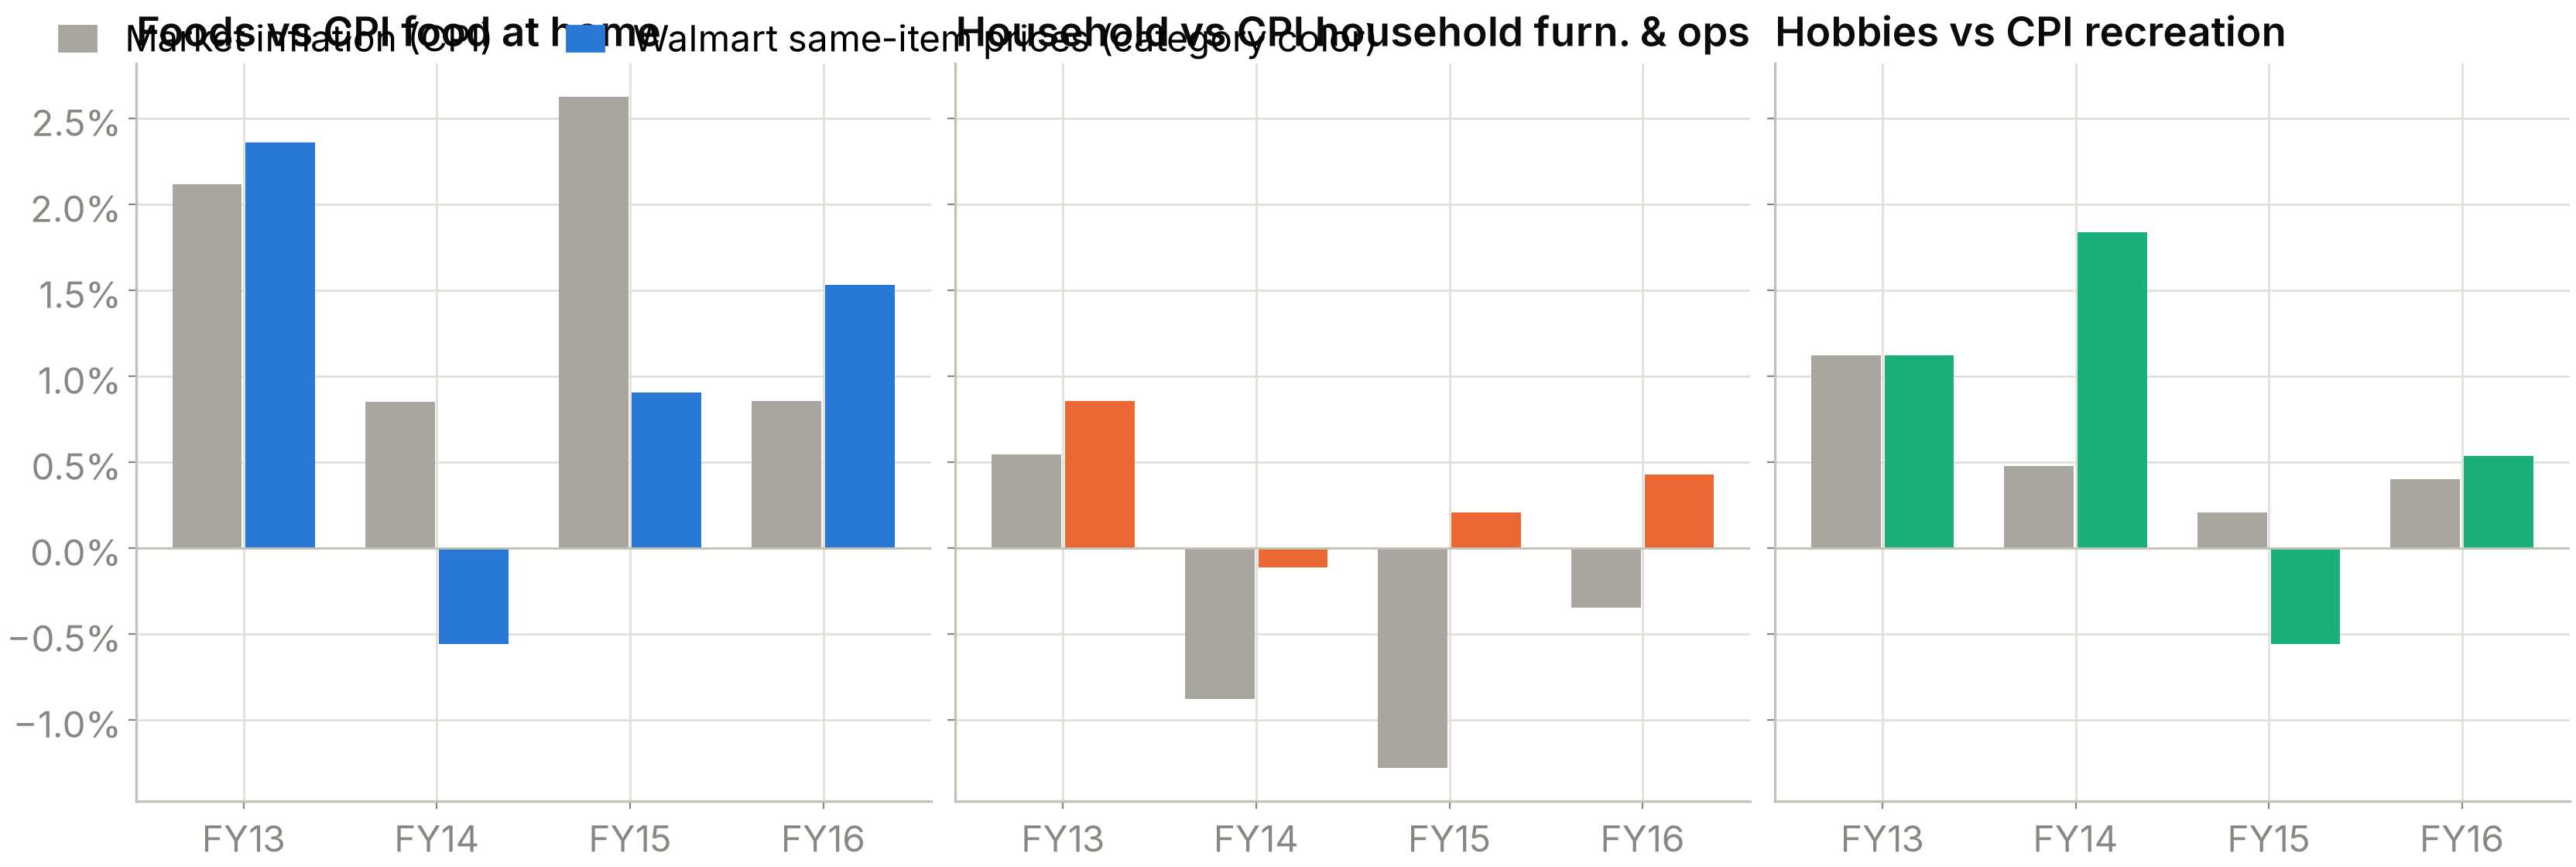 Foods vs CPI food at home
Household vs CPI household furn. & ops
Hobbies vs CPI recreation
Market inflation (CPI)
Walmart same-item prices (category color)
2.5%
2.0%
1.5%
1.0%
0.5%
0.0%
−0.5%
−1.0%
FY13 FY14 FY15 FY16
FY13 FY14 FY15 FY16
FY13 FY14 FY15 FY16